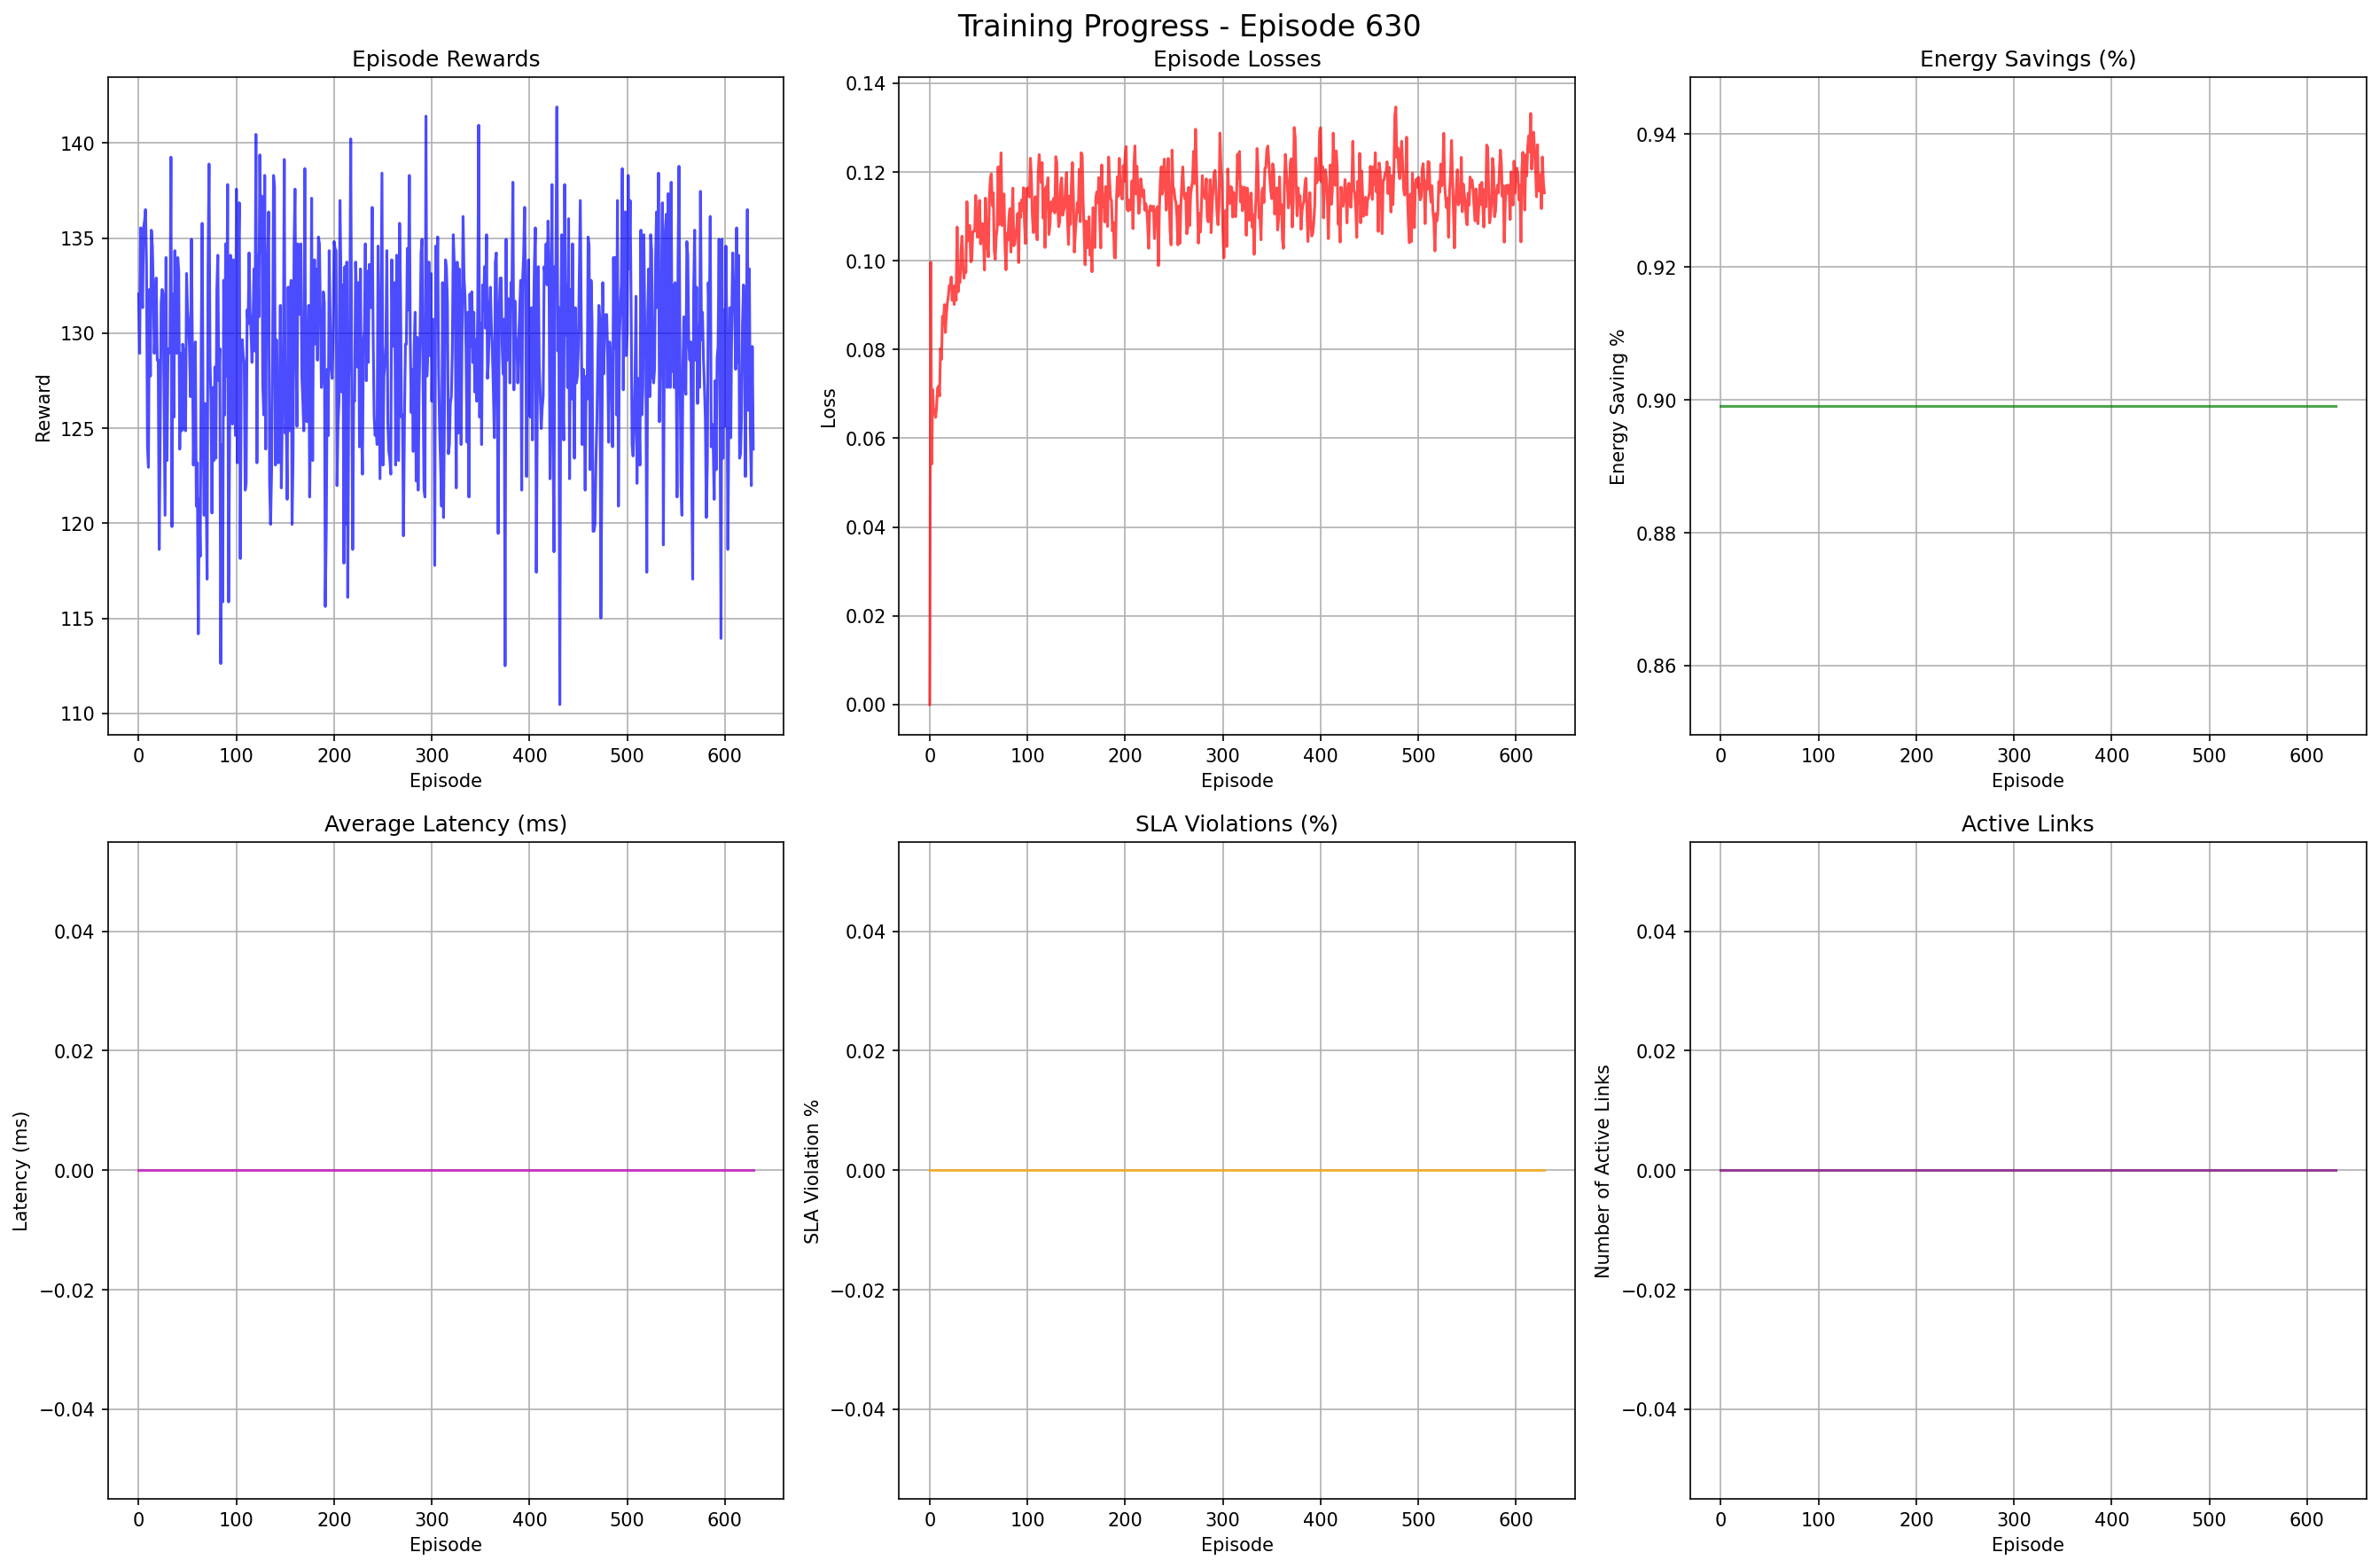 Training Progress - Episode 630
Episode Rewards
Reward
140
135
130
125
120
115
110
0 100 200 300 400 500 600
Episode
Episode Losses
Loss
0.14
0.12
0.10
0.08
0.06
0.04
0.02
0.00
0 100 200 300 400 500 600
Episode
Energy Savings (%)
Energy Saving %
0.94
0.92
0.90
0.88
0.86
0 100 200 300 400 500 600
Episode
Average Latency (ms)
Latency (ms)
0.04
0.02
0.00
−0.02
−0.04
0 100 200 300 400 500 600
Episode
SLA Violations (%)
SLA Violation %
0.04
0.02
0.00
−0.02
−0.04
0 100 200 300 400 500 600
Episode
Active Links
Number of Active Links
0.04
0.02
0.00
−0.02
−0.04
0 100 200 300 400 500 600
Episode